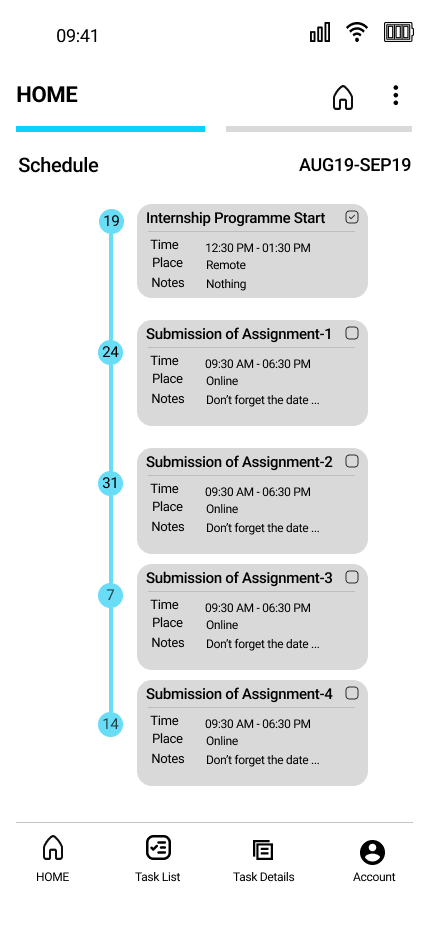 09:41
HOME
Schedule AUG19-SEP19
19
Internship Programme Start
Time 12:30 PM - 01:30 PM
Place Remote
Notes Nothing
24
Submission of Assignment-1
Time 09:30 AM - 06:30 PM
Place Online
Notes Don't forget the date ...
31
Submission of Assignment-2
Time 09:30 AM - 06:30 PM
Place Online
Notes Don't forget the date ...
7
Submission of Assignment-3
Time 09:30 AM - 06:30 PM
Place Online
Notes Don't forget the date ...
14
Submission of Assignment-4
Time 09:30 AM - 06:30 PM
Place Online
Notes Don't forget the date ...
HOME Task List Task Details Account